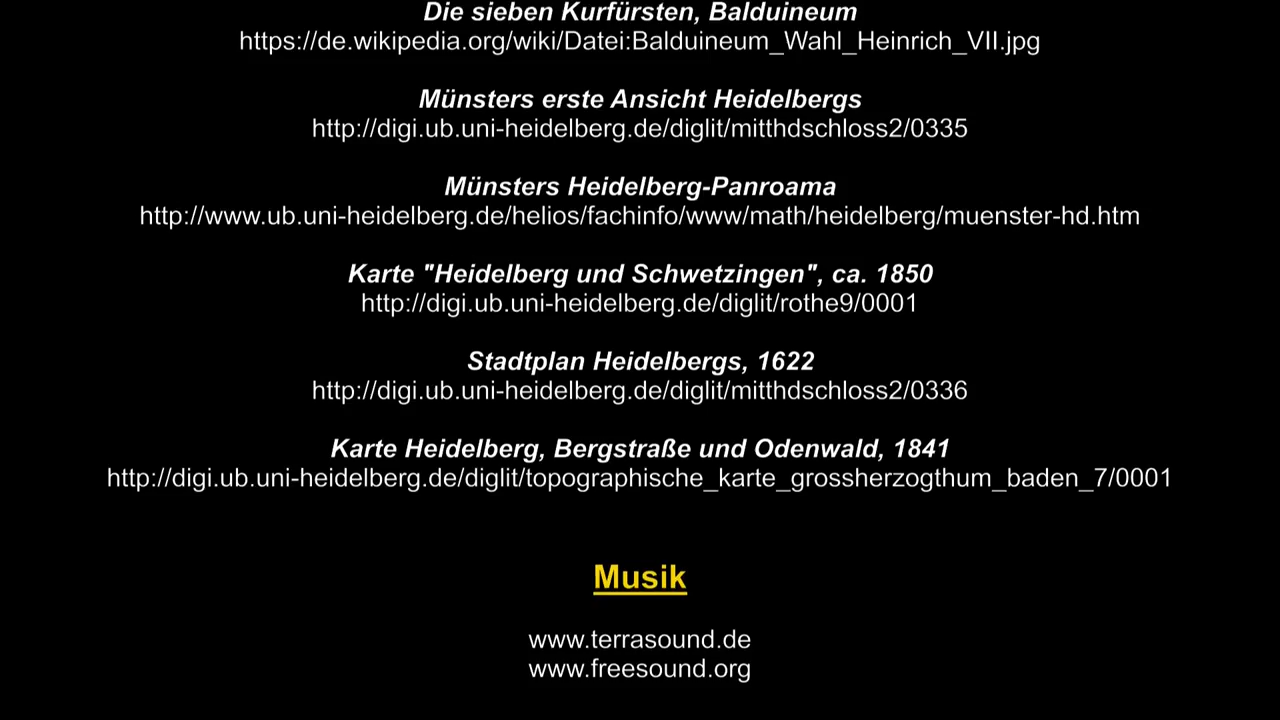 Die sieben Kurfürsten, Balduineum
https://de.wikipedia.org/wiki/Datei:Balduineum_Wahl_Heinrich_VII.jpg
Münsters erste Ansicht Heidelbergs
http://digi.ub.uni-heidelberg.de/diglit/mitthdschloss2/0335
Münsters Heidelberg-Panroama
http://www.ub.uni-heidelberg.de/helios/fachinfo/www/math/heidelberg/muenster-hd.htm
Karte "Heidelberg und Schwetzingen", ca. 1850
http://digi.ub.uni-heidelberg.de/diglit/rothe9/0001
Stadtplan Heidelbergs, 1622
http://digi.ub.uni-heidelberg.de/diglit/mitthdschloss2/0336
Karte Heidelberg, Bergstraße und Odenwald, 1841
http://digi.ub.uni-heidelberg.de/diglit/topographische_karte_grossherzogthum_baden_7/0001
Musik
www.terrasound.de
www.freesound.org